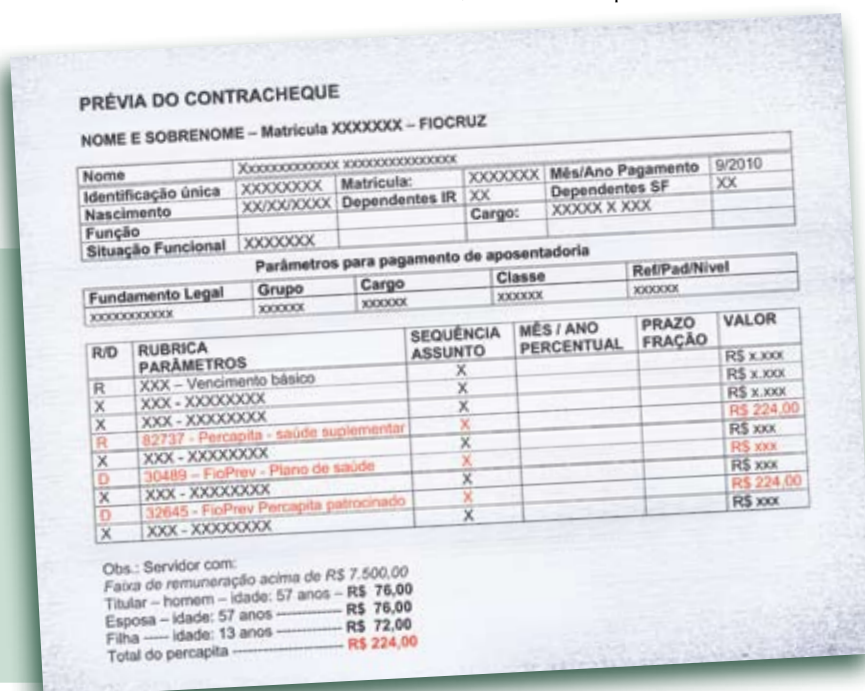 PRÉVIA DO CONTRACHEQUE
NOME E SOBRENOME – Matrícula XXXXXXX – FIOCRUZ
Nome Xxxxxxxxxxxxx xxxxxxxxxxxxxxx
Identificação única XXXXXXXX Matrícula: XXXXXXX Mês/Ano Pagamento 9/2010
Nascimento XX/XX/XXXX Dependentes IR XX Dependentes SF XX
Função Cargo: XXXXX X XXX
Situação Funcional XXXXXXX
Parâmetros para pagamento de aposentadoria
Fundamento Legal Grupo Cargo Classe Ref/Pad/Nível
xxxxxxxxxxx xxxxxx xxxxxx xxxxxx xxxxxx
R/D RUBRICA SEQUÊNCIA MÊS / ANO PRAZO VALOR
PARÂMETROS ASSUNTO PERCENTUAL FRAÇÃO
R XXX – Vencimento básico X R$ x.xxx
X XXX - XXXXXXXX X R$ x.xxx
X XXX - XXXXXXXX X R$ x.xxx
R 82737 - Percapita - saúde suplementar X R$ 224,00
X XXX - XXXXXXXX X R$ xxx
D 30489 – FioPrev - Plano de saúde X R$ xxx
X XXX - XXXXXXXX X R$ xxx
D 32645 - FioPrev Percapita patrocinado X R$ 224,00
X XXX - XXXXXXXX X R$ xxx
Obs.: Servidor com:
Faixa de remuneração acima de R$ 7.500,00
Titular – homem – idade: 57 anos – R$ 76,00
Esposa – idade: 57 anos -------------- R$ 76,00
Filha ----- idade: 13 anos -------------- R$ 72,00
Total do percapita ------------------------ R$ 224,00